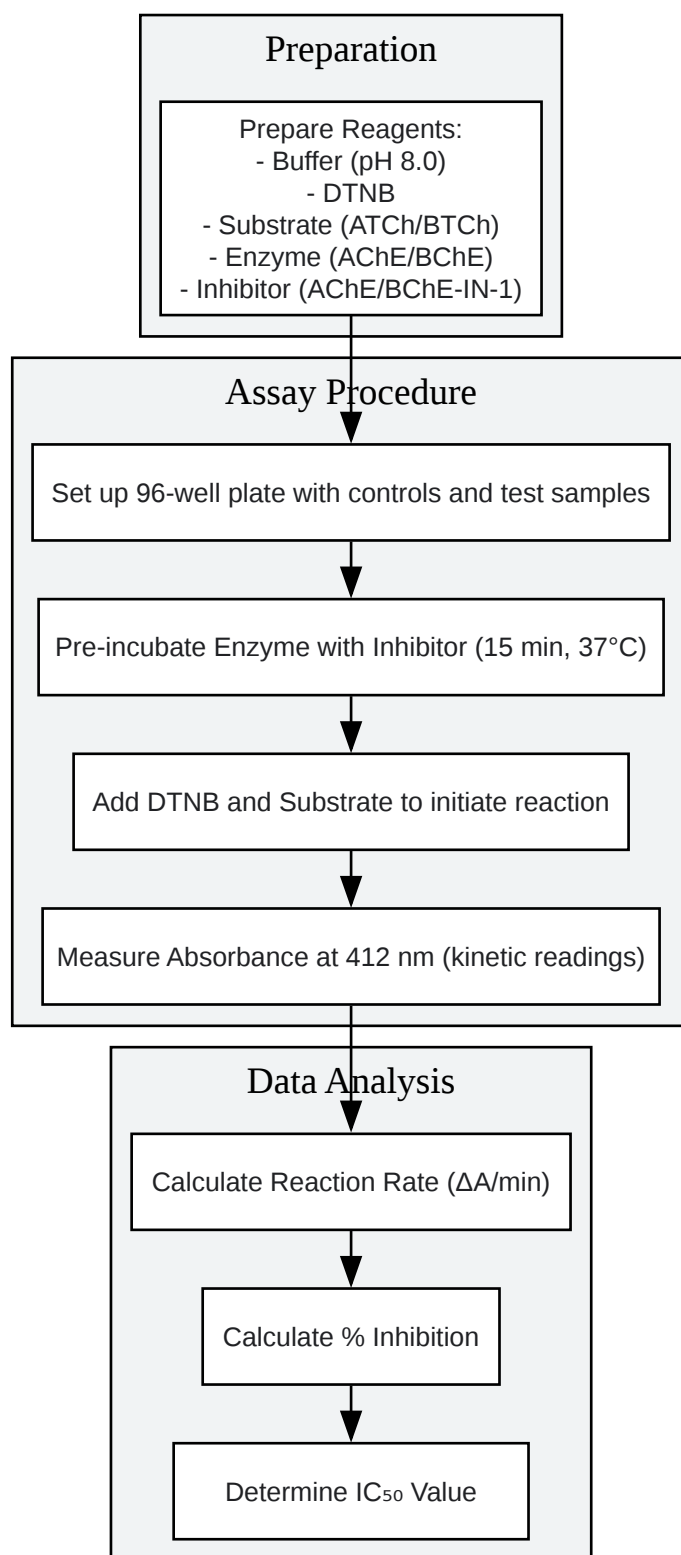 Preparation
Prepare Reagents:
- Buffer (pH 8.0)
- DTNB
- Substrate (ATCh/BTCh)
- Enzyme (AChE/BChE)
- Inhibitor (AChE/BChE-IN-1)
Assay Procedure
Set up 96-well plate with controls and test samples
Pre-incubate Enzyme with Inhibitor (15 min, 37°C)
Add DTNB and Substrate to initiate reaction
Measure Absorbance at 412 nm (kinetic readings)
Data Analysis
Calculate Reaction Rate (ΔA/min)
Calculate % Inhibition
Determine IC₅₀ Value